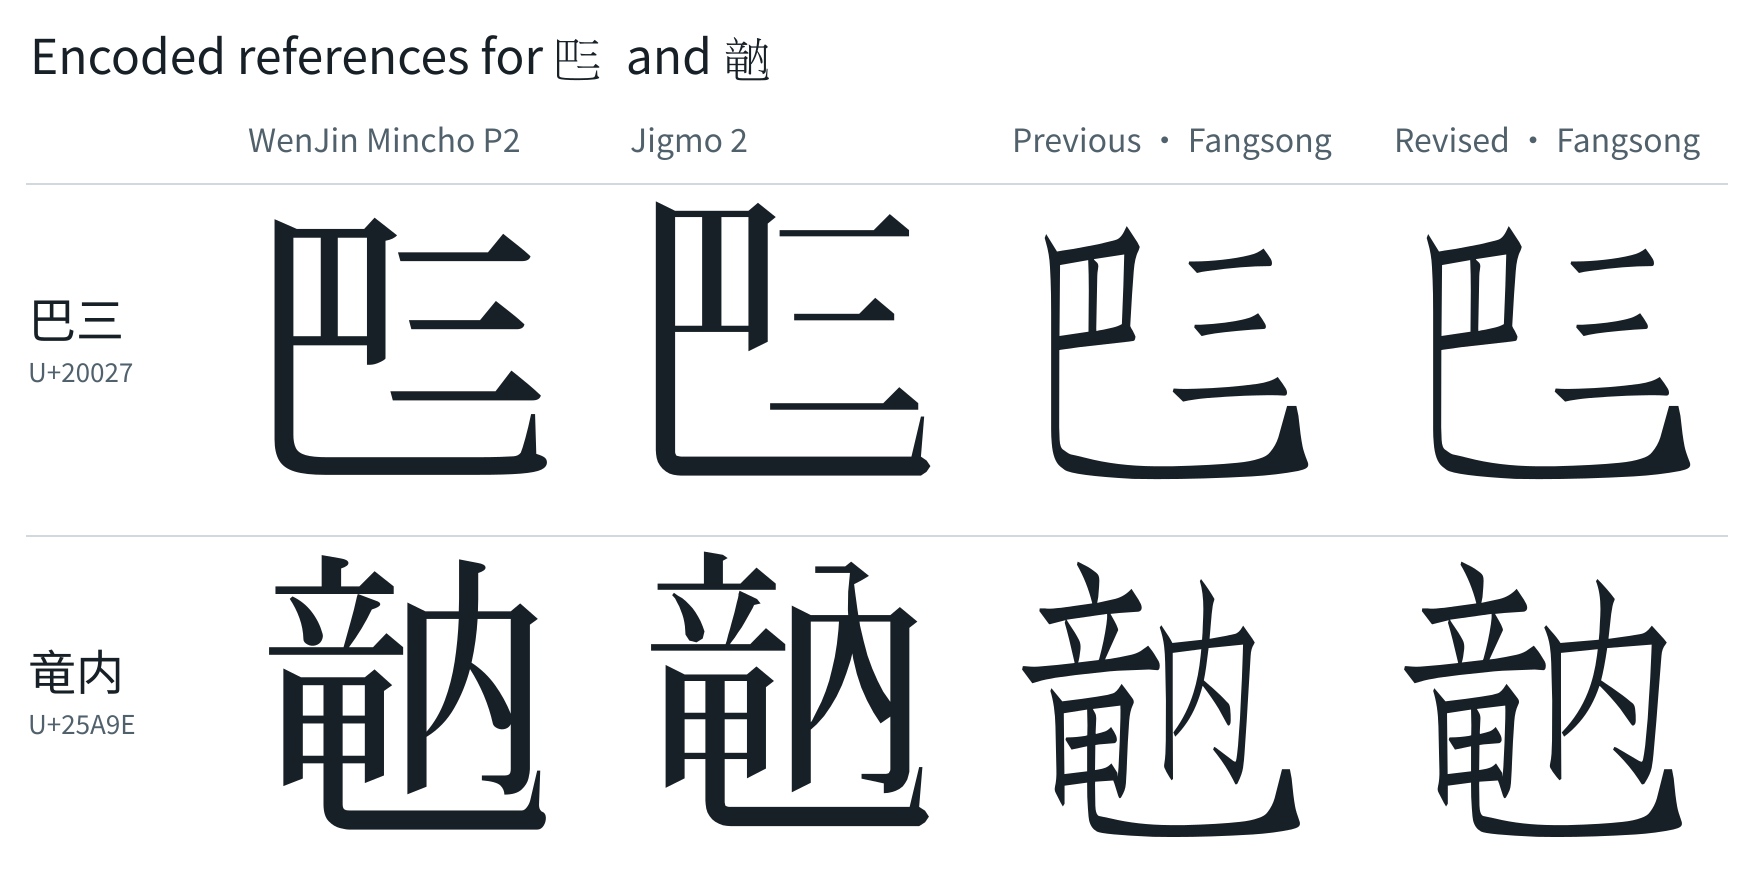 Encoded references for 𠀧 and 𥪞
WenJin Mincho P2 Jigmo 2 Previous • Fangsong Revised • Fangsong
巴三
U+20027
竜内
U+25A9E